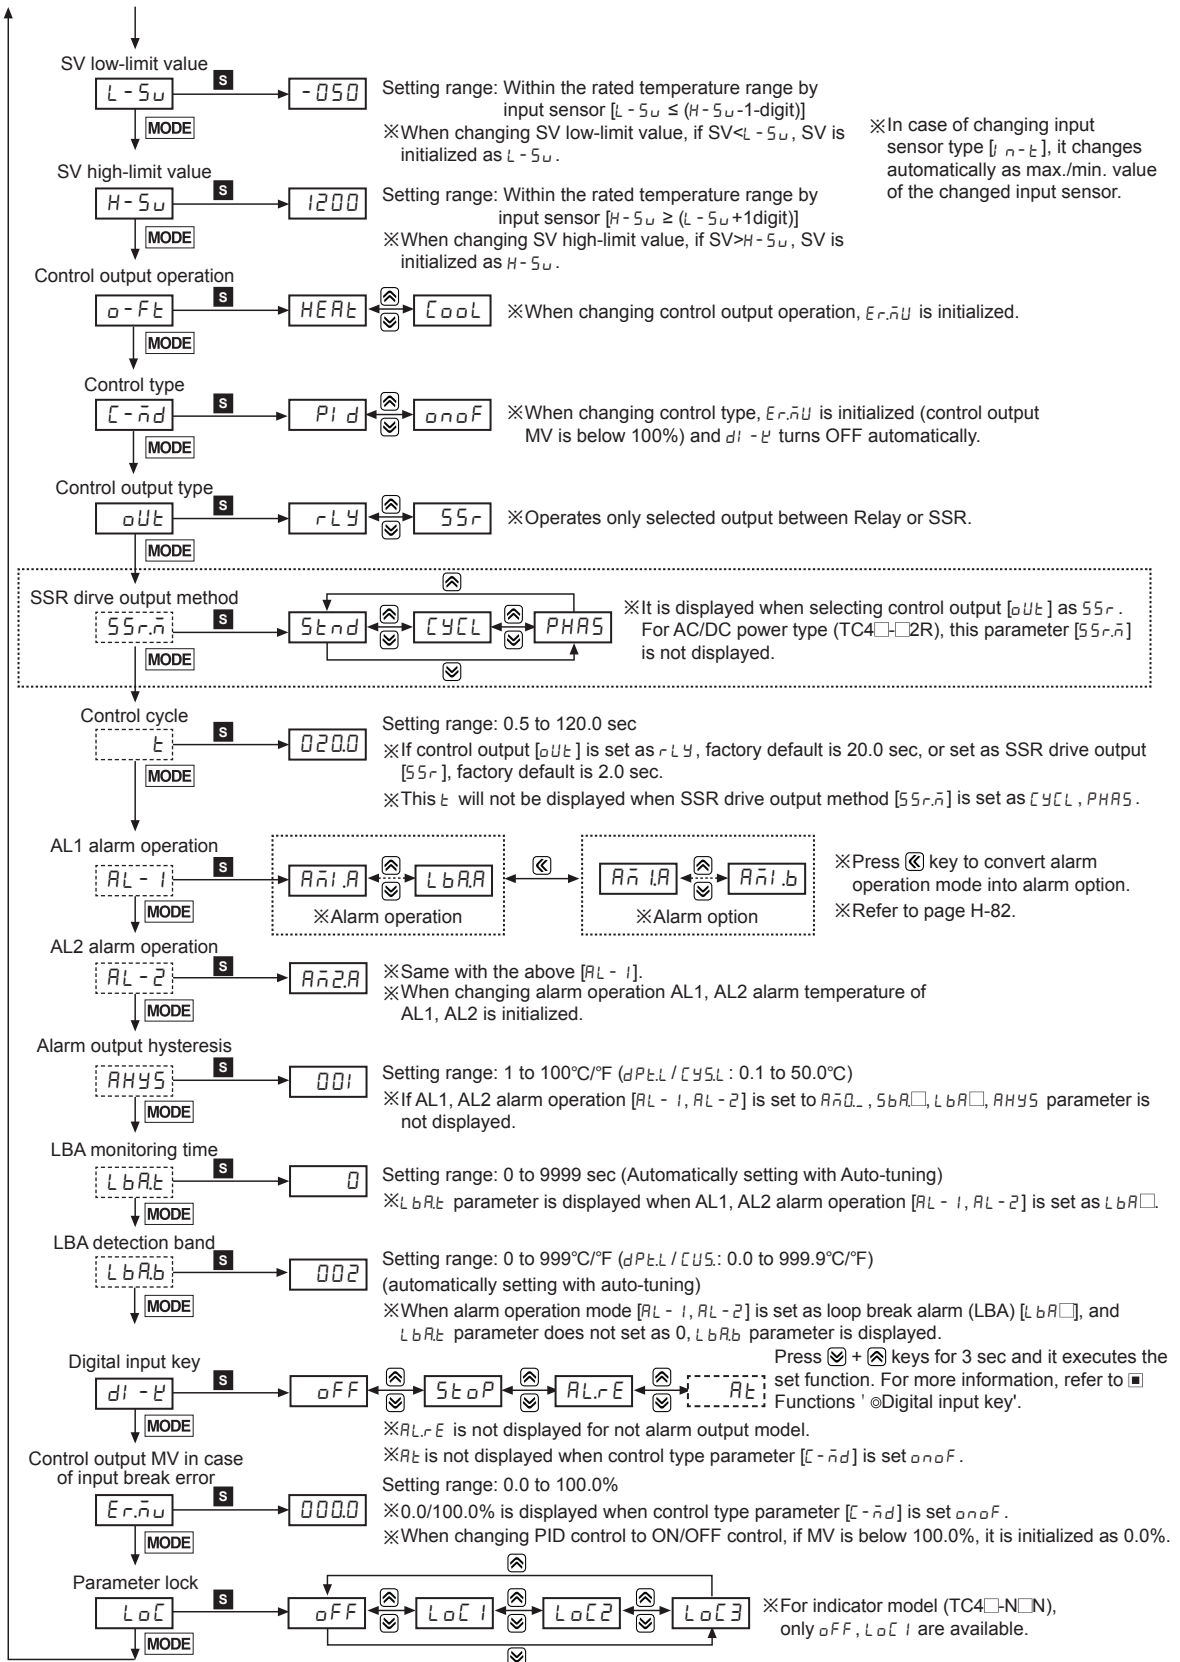 SV low-limit value
L-Sv S -050
MODE
Setting range: Within the rated temperature range by
input sensor [L-Sv ≤ (H-Sv-1-digit)]
※When changing SV low-limit value, if SV<L-Sv, SV is
initialized as L-Sv.
※In case of changing input
sensor type [In-t], it changes
automatically as max./min. value
of the changed input sensor.
SV high-limit value
H-Sv S 1200
MODE
Setting range: Within the rated temperature range by
input sensor [H-Sv ≥ (L-Sv+1digit)]
※When changing SV high-limit value, if SV>H-Sv, SV is
initialized as H-Sv.
Control output operation
o-Ft S HEAt CooL ※When changing control output operation, Er.mU is initialized.
MODE
Control type
C-md S PId onoF ※When changing control type, Er.mU is initialized (control output
MV is below 100%) and dI-k turns OFF automatically.
MODE
Control output type
oUt S rLY SSr ※Operates only selected output between Relay or SSR.
MODE
SSR dirve output method
SSr.m S Stnd CYCL PHAS
MODE
※It is displayed when selecting control output [oUt] as SSr.
For AC/DC power type (TC4□-□2R), this parameter [SSr.m]
is not displayed.
Control cycle
t S 020.0
MODE
Setting range: 0.5 to 120.0 sec
※If control output [oUt] is set as rLY, factory default is 20.0 sec, or set as SSR drive output
[SSr], factory default is 2.0 sec.
※This t will not be displayed when SSR drive output method [SSr.m] is set as CYCL, PHAS.
AL1 alarm operation
AL-1 S Am1.A LbA.A Am1.A Am1.b
MODE
※Alarm operation
※Alarm option
※Press « key to convert alarm
operation mode into alarm option.
※Refer to page H-82.
AL2 alarm operation
AL-2 S Am2.A
MODE
※Same with the above [AL-1].
※When changing alarm operation AL1, AL2 alarm temperature of
AL1, AL2 is initialized.
Alarm output hysteresis
AHYS S 001
MODE
Setting range: 1 to 100°C/°F (dPt.L / CYS.L : 0.1 to 50.0°C)
※If AL1, AL2 alarm operation [AL-1, AL-2] is set to Am0._, SbA.□, LbA□, AHYS parameter is
not displayed.
LBA monitoring time
LbA.t S 0
MODE
Setting range: 0 to 9999 sec (Automatically setting with Auto-tuning)
※LbA.t parameter is displayed when AL1, AL2 alarm operation [AL-1, AL-2] is set as LbA□.
LBA detection band
LbA.b S 002
MODE
Setting range: 0 to 999°C/°F (dPt.L / CUS.: 0.0 to 999.9°C/°F)
(automatically setting with auto-tuning)
※When alarm operation mode [AL-1, AL-2] is set as loop break alarm (LBA) [LbA□], and
LbA.t parameter does not set as 0, LbA.b parameter is displayed.
Digital input key
dI-k S oFF StoP AL.rE At
MODE
Press + keys for 3 sec and it executes the
set function. For more information, refer to ▣
Functions ' ◎Digital input key'.
※AL.rE is not displayed for not alarm output model.
※At is not displayed when control type parameter [C-md] is set onoF.
Control output MV in case
of input break error
Er.mv S 000.0
MODE
Setting range: 0.0 to 100.0%
※0.0/100.0% is displayed when control type parameter [C-md] is set onoF.
※When changing PID control to ON/OFF control, if MV is below 100.0%, it is initialized as 0.0%.
Parameter lock
LoC S oFF LoC1 LoC2 LoC3
MODE
※For indicator model (TC4□-N□N),
only oFF, LoC1 are available.